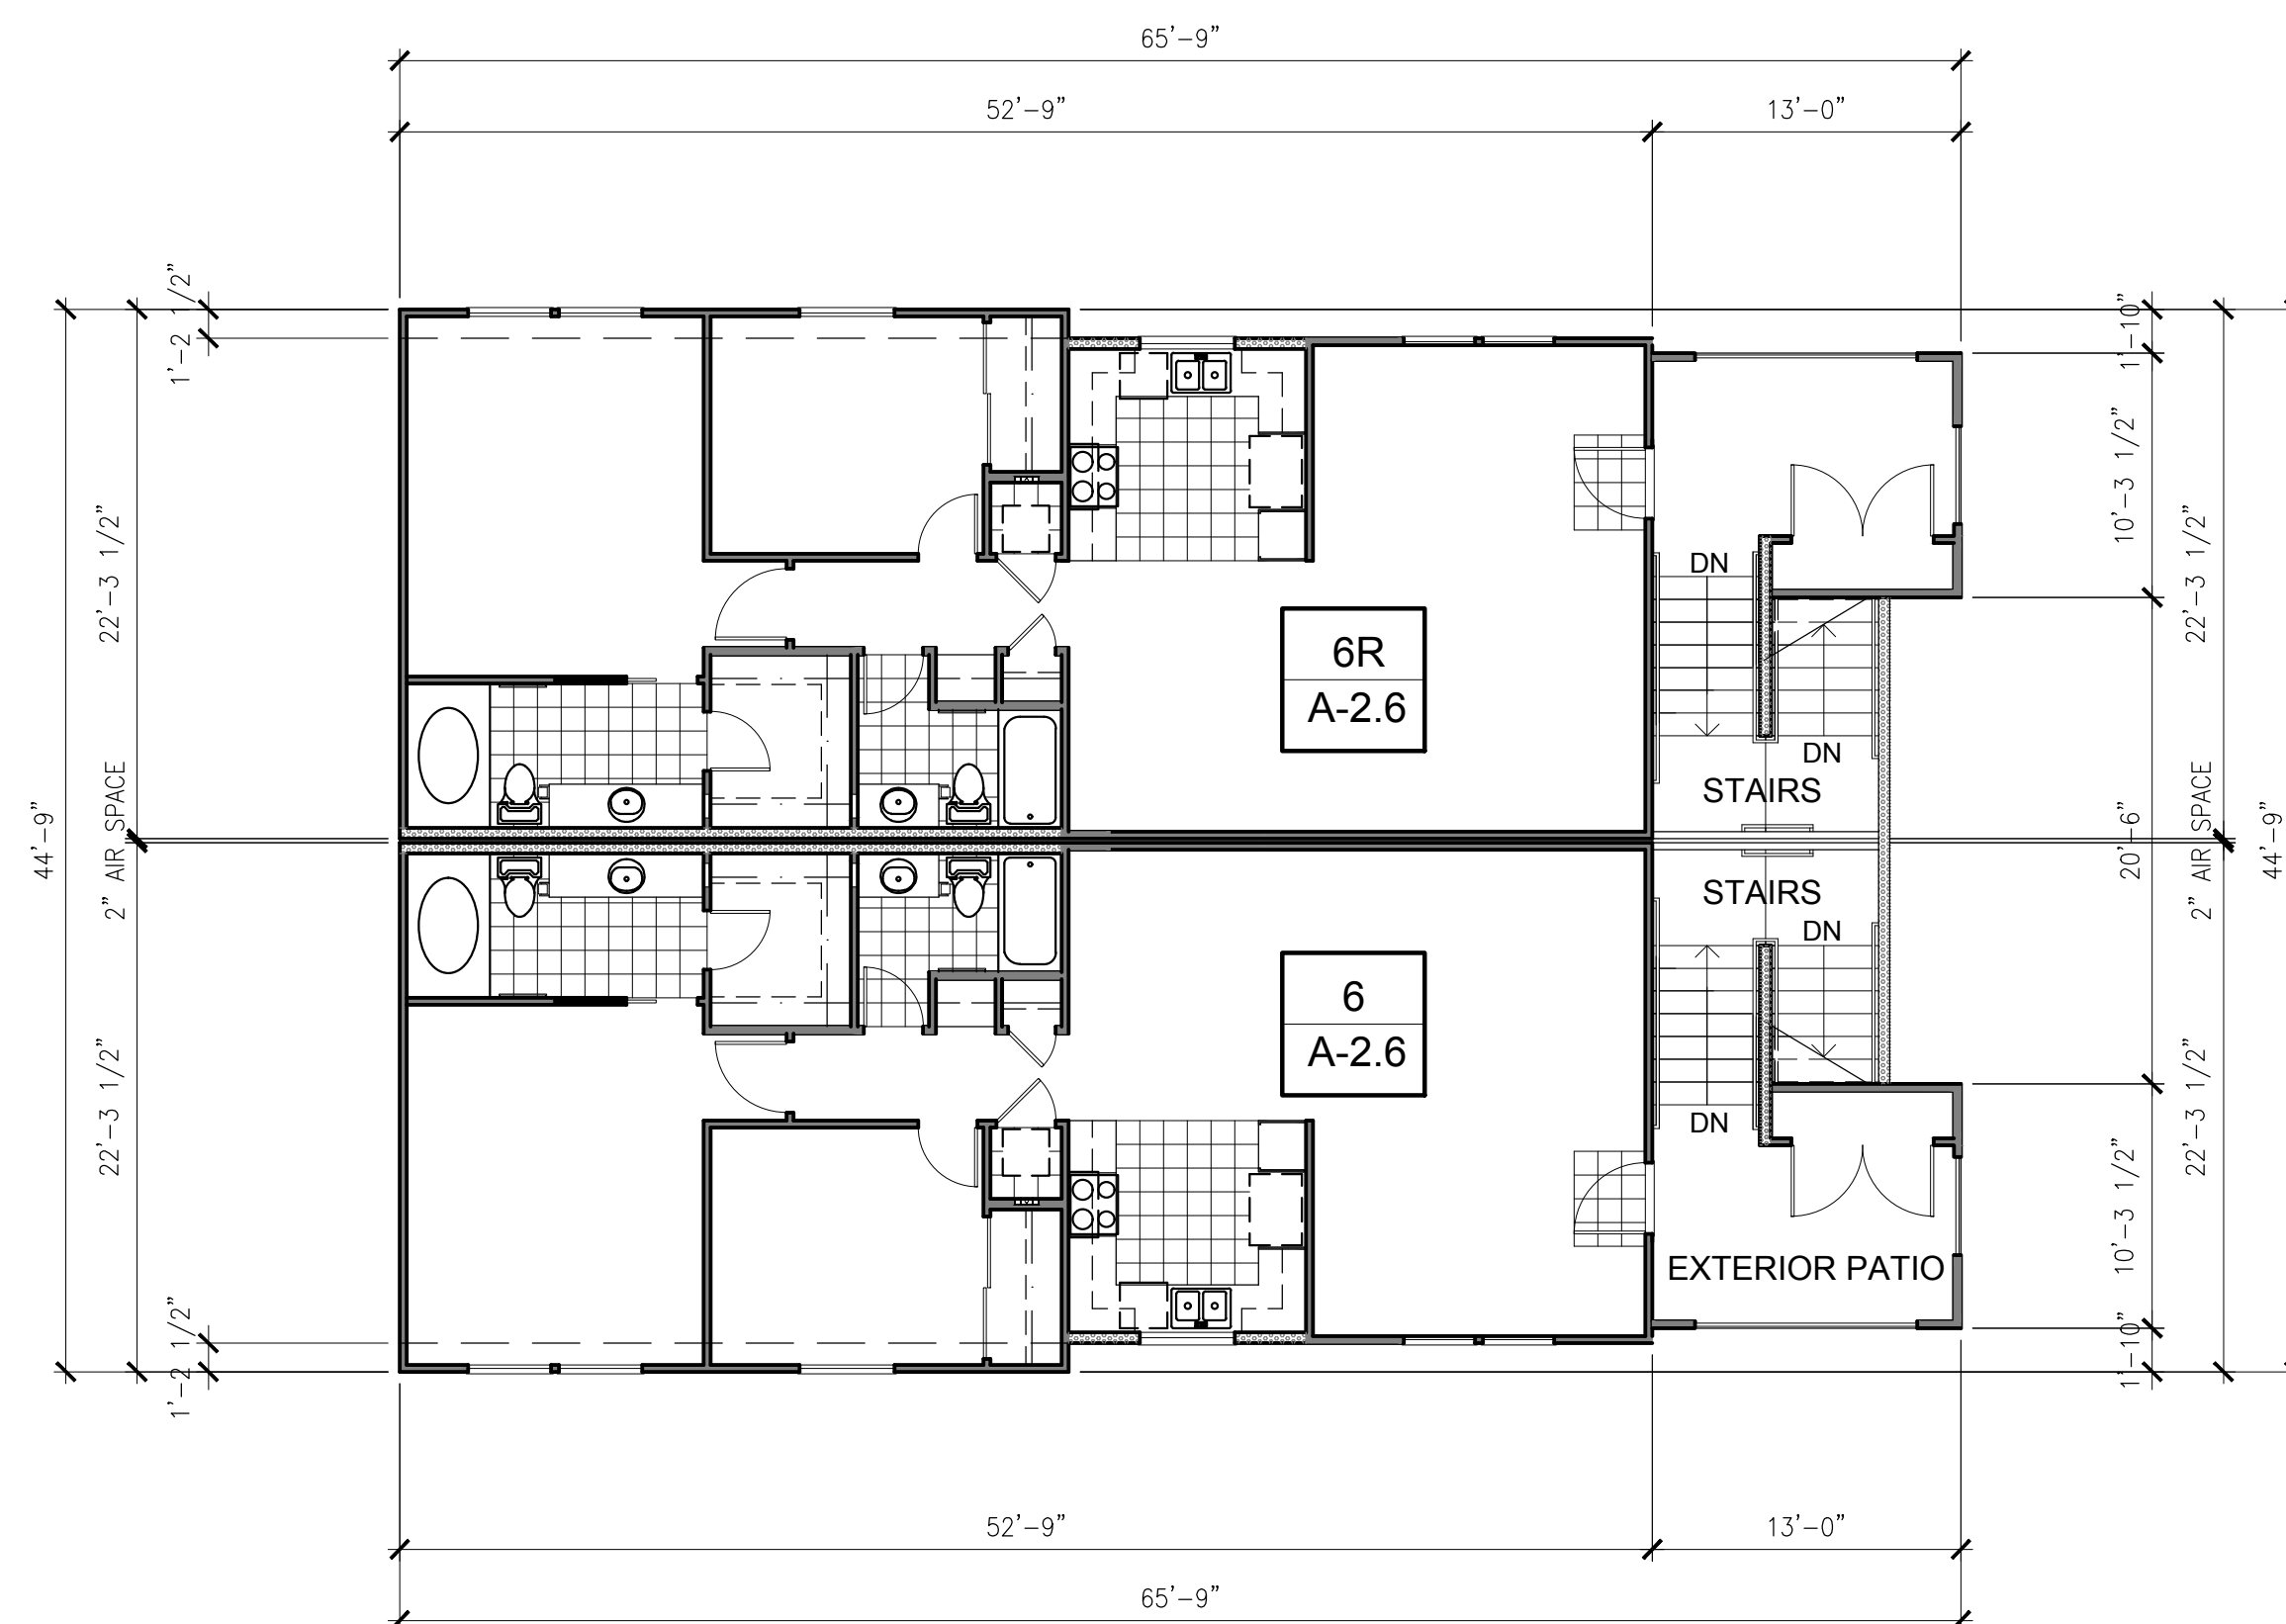 65'-9"
52'-9"
13'-0"
1'-2 1/2"
1'-10"
10'-3 1/2"
22'-3 1/2"
22'-3 1/2"
DN
6R
A-2.6
DN
STAIRS
44'-9"
2" AIR SPACE
20'-6"
2" AIR SPACE
44'-9"
STAIRS
DN
6
A-2.6
22'-3 1/2"
22'-3 1/2"
DN
10'-3 1/2"
EXTERIOR PATIO
1'-2 1/2"
1'-10"
52'-9"
13'-0"
65'-9"